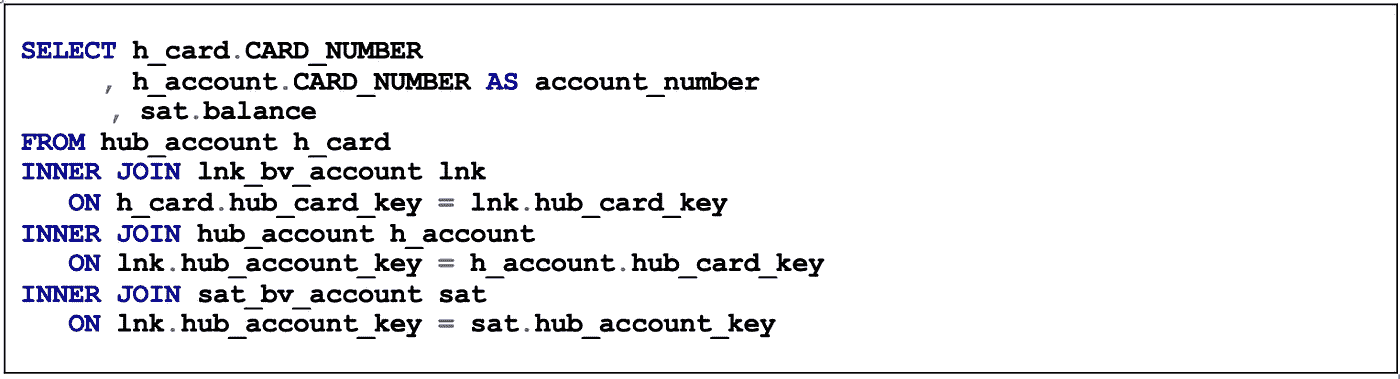 SELECT h_card.CARD_NUMBER
, h_account.CARD_NUMBER AS account_number
, sat.balance
FROM hub_account h_card
INNER JOIN lnk_bv_account lnk
ON h_card.hub_card_key = lnk.hub_card_key
INNER JOIN hub_account h_account
ON lnk.hub_account_key = h_account.hub_card_key
INNER JOIN sat_bv_account sat
ON lnk.hub_account_key = sat.hub_account_key